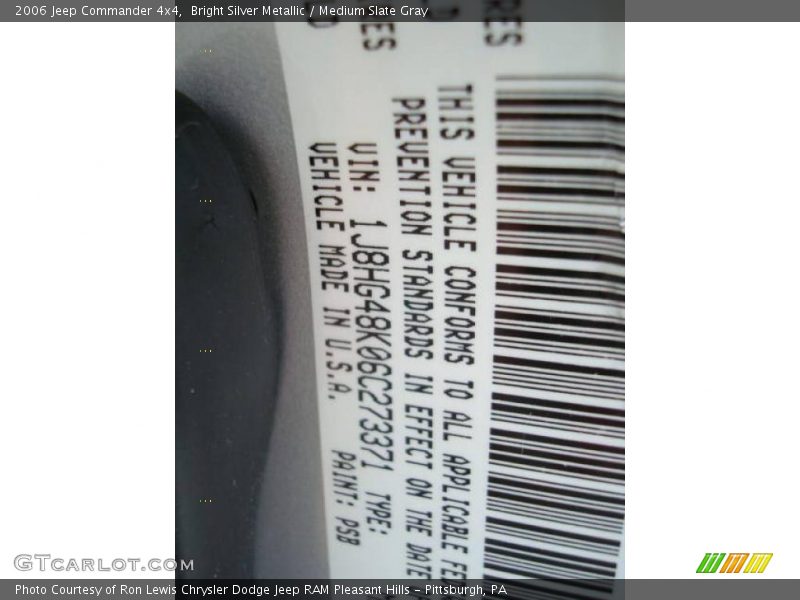 2006 Jeep Commander 4x4, Bright Silver Metallic / Medium Slate Gray
THIS VEHICLE CONFORMS TO ALL APPLICABLE
PREVENTION STANDARDS IN EFFECT ON THE DATE
VIN: 1J8HG48K06C273371 TYPE:
VEHICLE MADE IN U.S.A. PAINT: PSB
GTCarLot.com
Photo Courtesy of Ron Lewis Chrysler Dodge Jeep RAM Pleasant Hills - Pittsburgh, PA